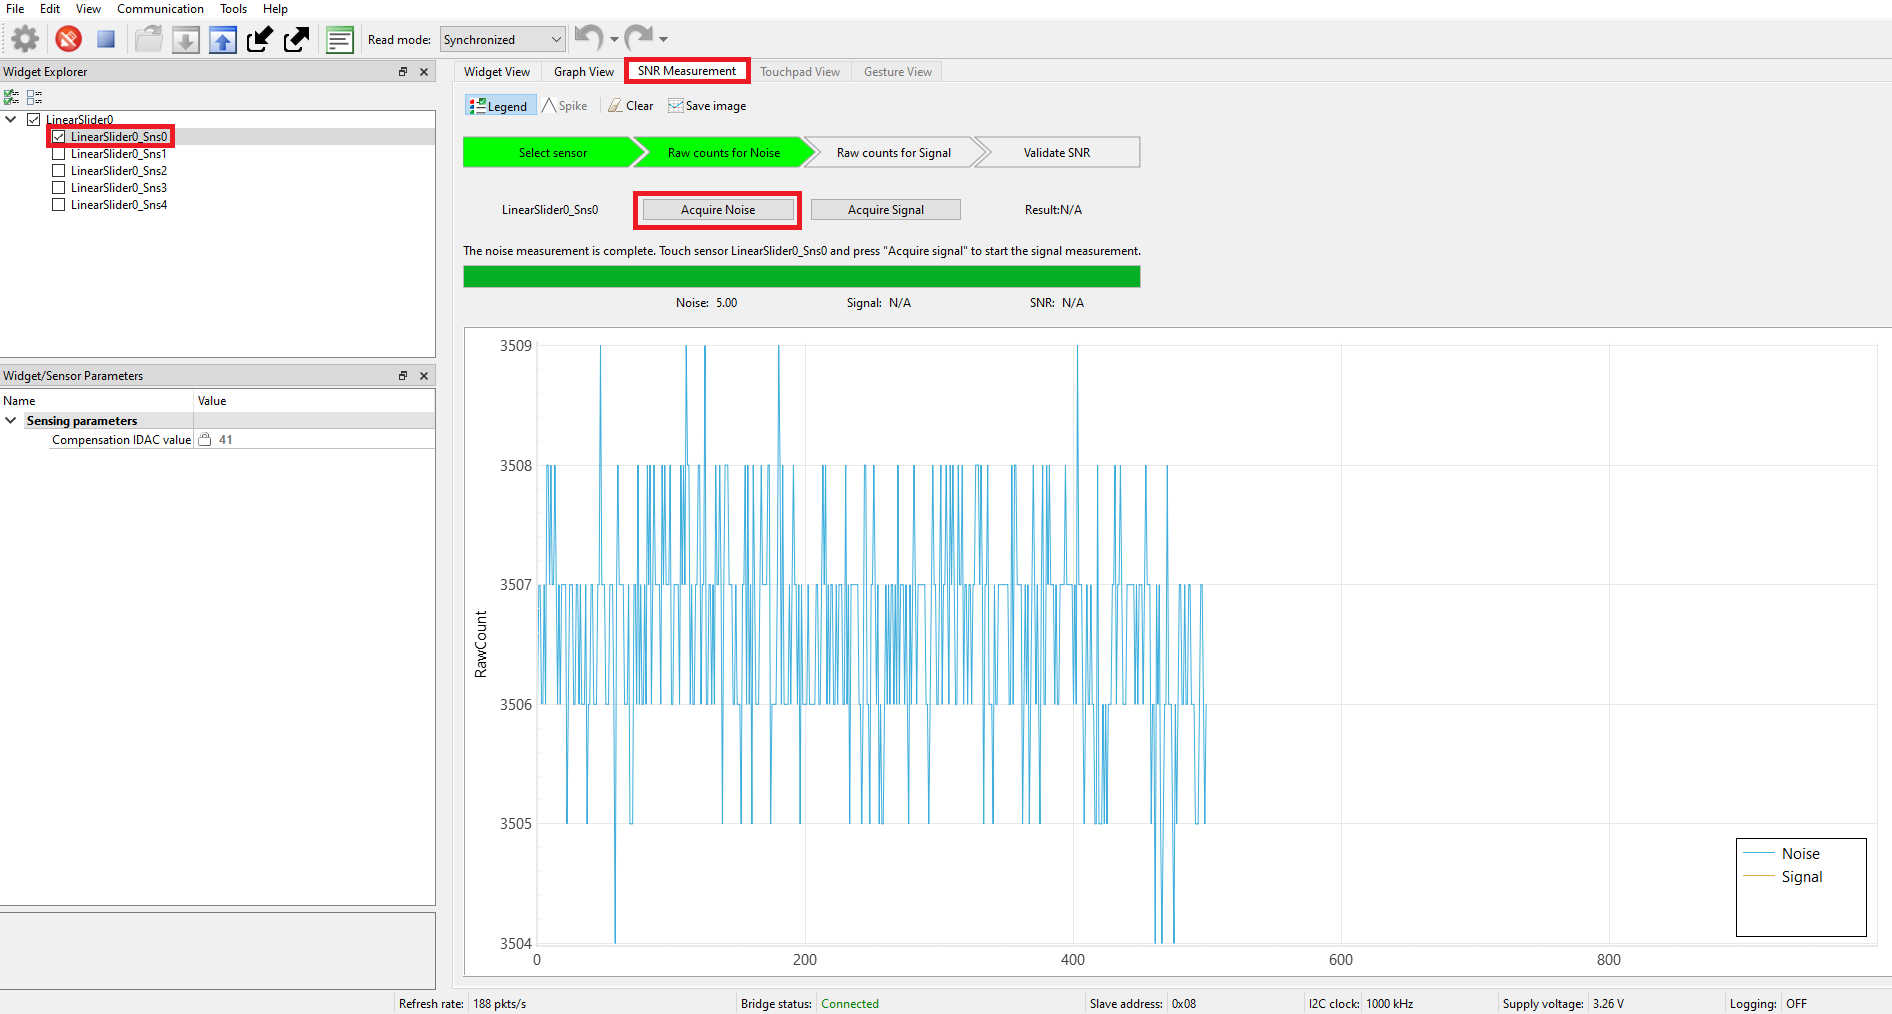 File Edit View Communication Tools Help
Read mode: Synchronized
Widget Explorer
LinearSlider0
LinearSlider0_Sns0
LinearSlider0_Sns1
LinearSlider0_Sns2
LinearSlider0_Sns3
LinearSlider0_Sns4
Widget/Sensor Parameters
Name Value
Sensing parameters
Compensation IDAC value 41
Widget View Graph View SNR Measurement Touchpad View Gesture View
Legend Spike Clear Save image
Select sensor Raw counts for Noise Raw counts for Signal Validate SNR
LinearSlider0_Sns0 Acquire Noise Acquire Signal Result:N/A
The noise measurement is complete. Touch sensor LinearSlider0_Sns0 and press "Acquire signal" to start the signal measurement.
Noise: 5.00 Signal: N/A SNR: N/A
3509
3508
3507
3506
3505
3504
RawCount
0 200 400 600 800
Noise
Signal
Refresh rate: 188 pkts/s Bridge status: Connected Slave address: 0x08 I2C clock: 1000 kHz Supply voltage: 3.26 V Logging: OFF